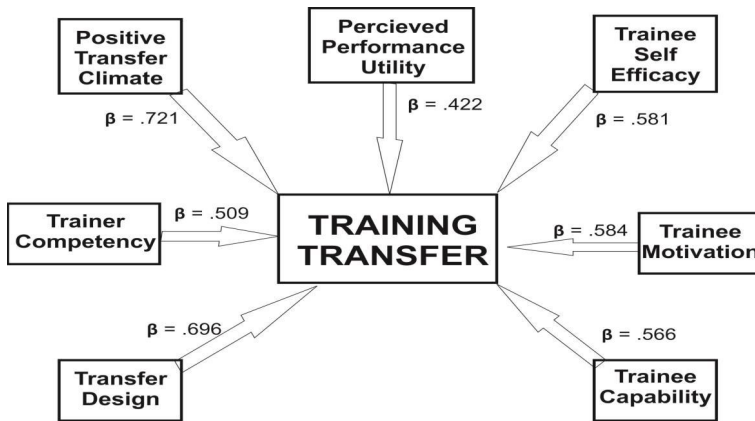 Positive
Transfer
Climate
Percieved
Performance
Utility
Trainee
Self
Efficacy
β = .721
β = .422
β = .581
Trainer
Competency
β = .509
TRAINING
TRANSFER
β = .584
Trainee
Motivation
β = .696
β = .566
Transfer
Design
Trainee
Capability